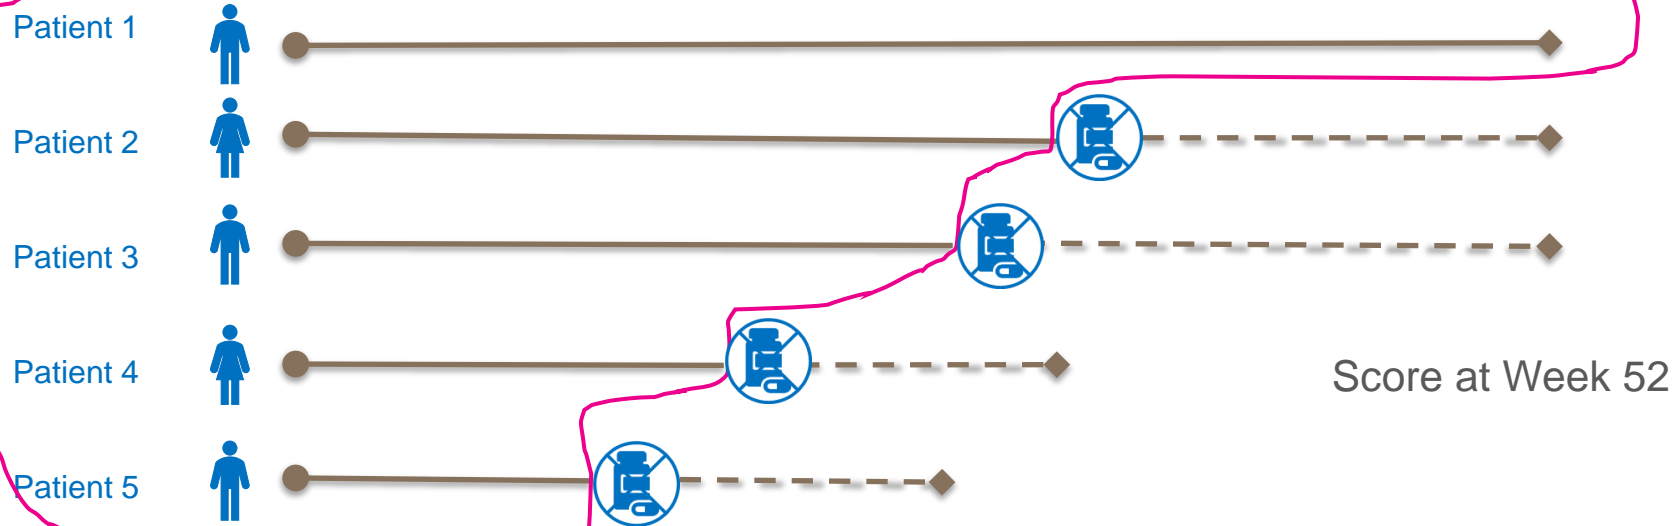 Patient 1
Patient 2
Patient 3
Patient 4
Score at Week 52
Patient 5